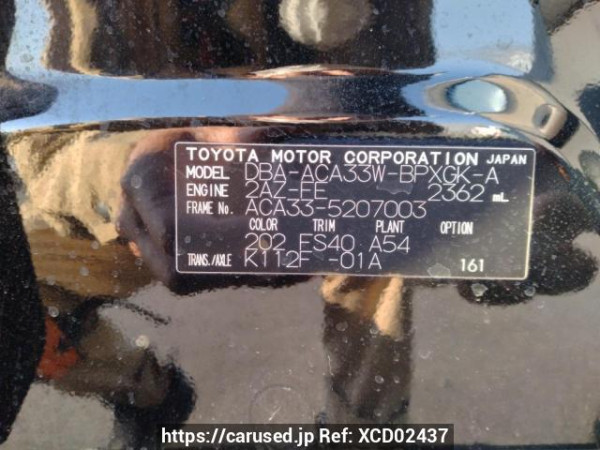 TOYOTA MOTOR CORPORATION JAPAN
MODEL DBA-ACA33W-BPXGK-A
ENGINE 2AZ-FE 2362 mL
FRAME No. ACA33-5207003
COLOR TRIM PLANT OPTION
202 FS40 A54
TRANS./AXLE K112F -01A 161
https://carused.jp Ref: XCD02437